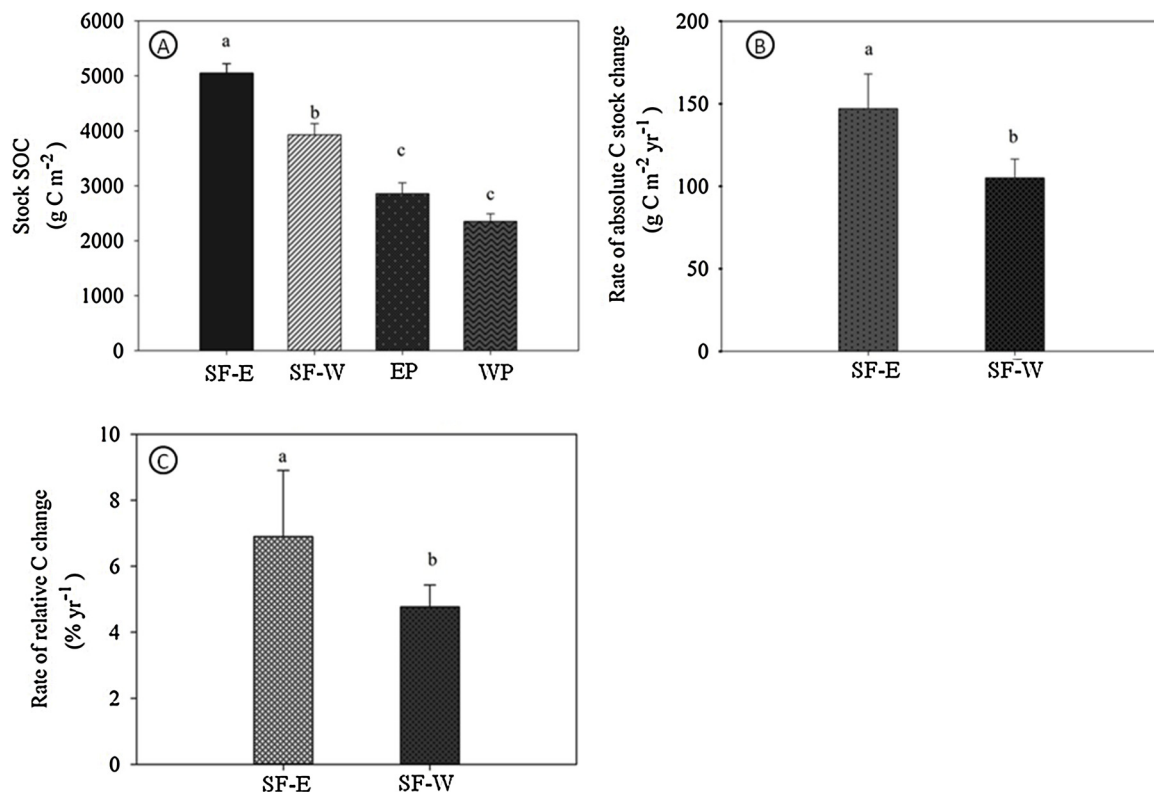 A
Stock SOC
(g C m⁻²)
6000
5000
4000
3000
2000
1000
0
a
b
c
c
SF-E SF-W EP WP
B
Rate of absolute C stock change
(g C m⁻² yr⁻¹)
200
150
100
50
0
a
b
SF-E SF-W
C
Rate of relative C change
(% yr⁻¹)
10
8
6
4
2
0
a
b
SF-E SF-W